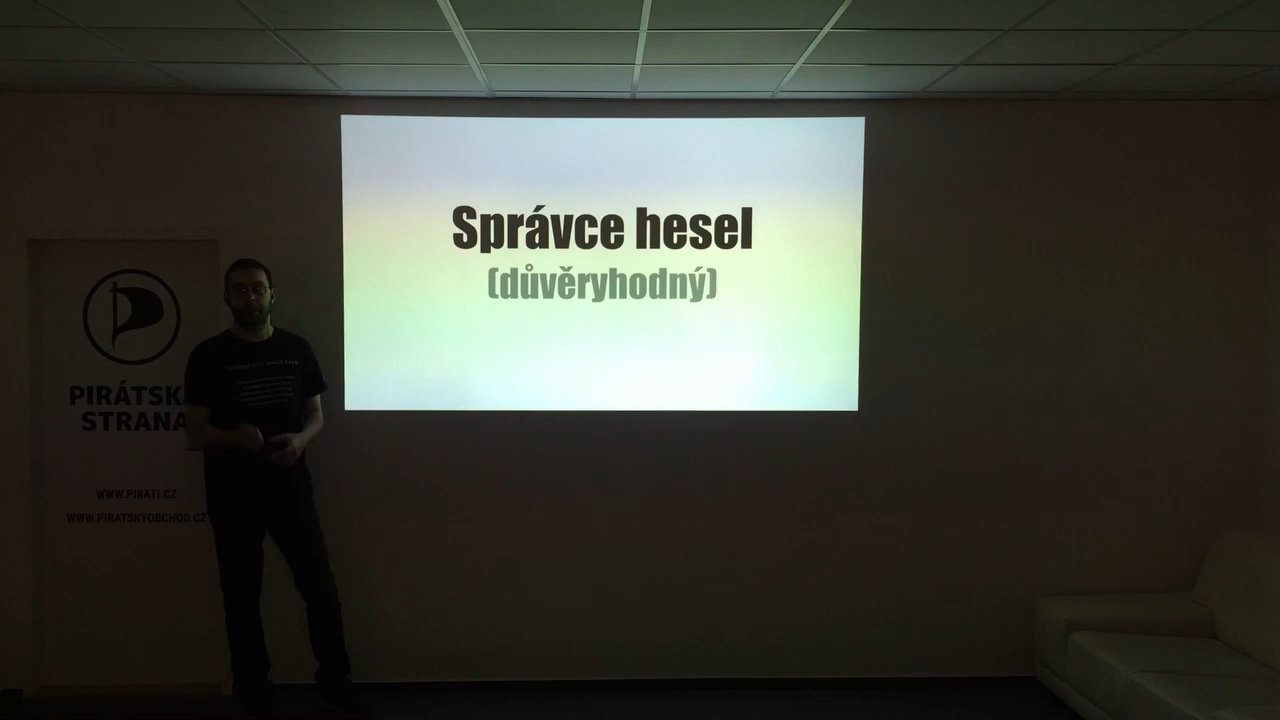 Správce hesel
(důvěryhodný)
PIRÁTSK
STRANA
WWW.PIRATI.CZ
WWW.PIRATSKYOBCHOD.CZ